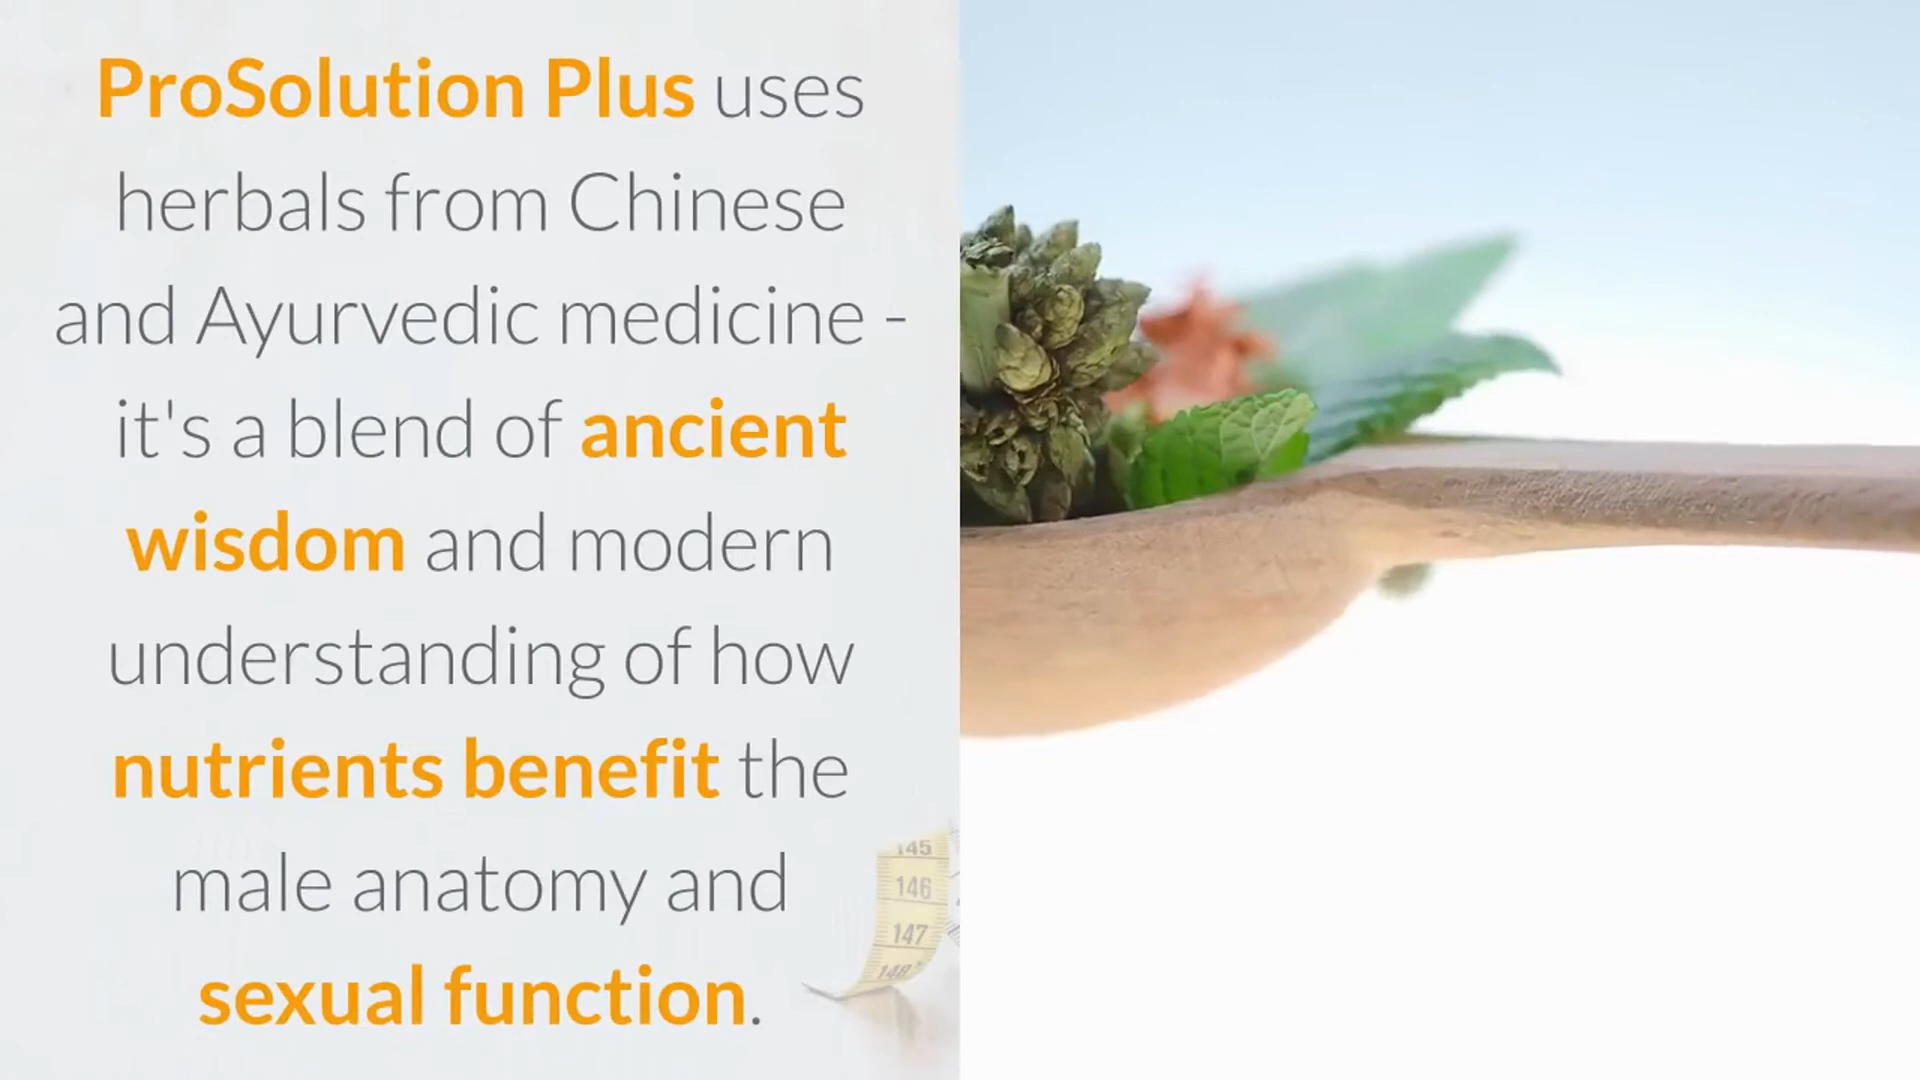 ProSolution Plus uses
herbals from Chinese
and Ayurvedic medicine -
it's a blend of ancient
wisdom and modern
understanding of how
nutrients benefit the
male anatomy and
sexual function.
145
146
147
148